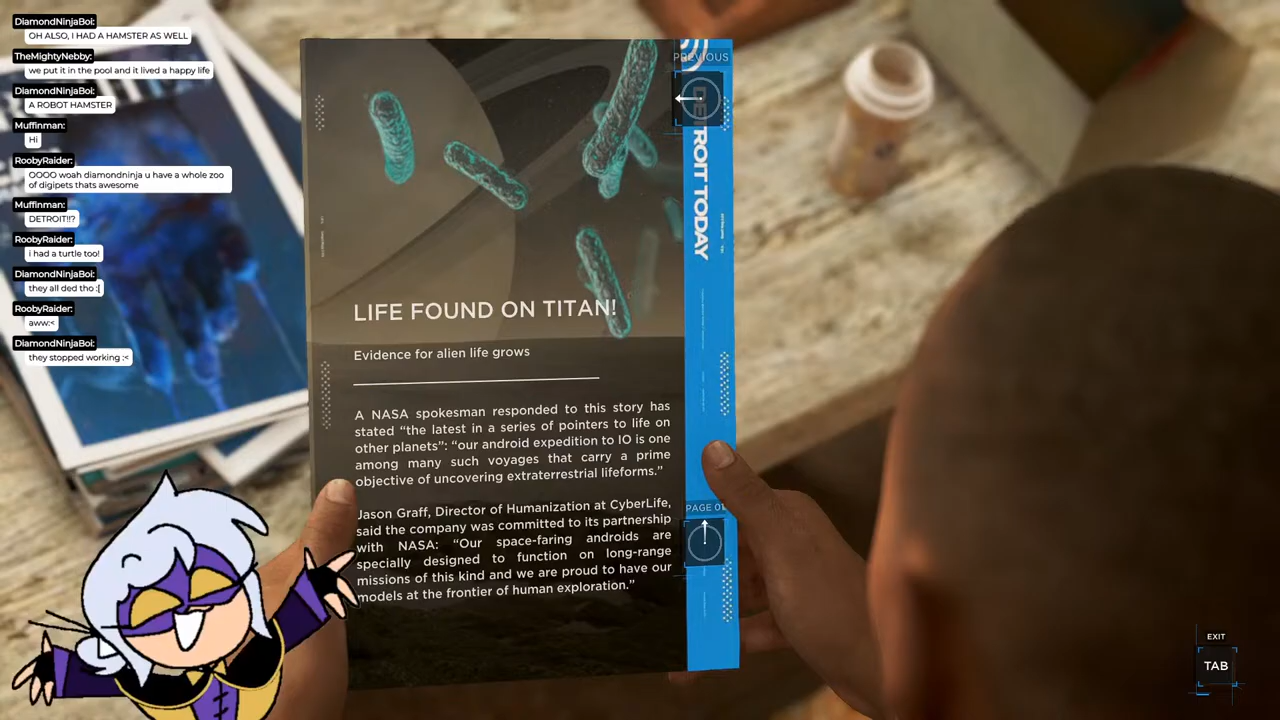 DiamondNinjaBoi:
OH ALSO, I HAD A HAMSTER AS WELL
TheMightyNebby:
we put it in the pool and it lived a happy life
DiamondNinjaBoi:
A ROBOT HAMSTER
Muffinman:
Hi
RoobyRaider:
OOOO woah diamondninja u have a whole zoo
of digipets thats awesome
Muffinman:
DETROIT!!?
RoobyRaider:
i had a turtle too!
DiamondNinjaBoi:
they all ded tho :[
RoobyRaider:
aww:<
DiamondNinjaBoi:
they stopped working :<
LIFE FOUND ON TITAN!
Evidence for alien life grows
A NASA spokesman responded to this story has
stated “the latest in a series of pointers to life on
other planets”: “our android expedition to IO is one
among many such voyages that carry a prime
objective of uncovering extraterrestrial lifeforms.”
Jason Graff, Director of Humanization at CyberLife,
said the company was committed to its partnership
with NASA: “Our space-faring androids are
specially designed to function on long-range
missions of this kind and we are proud to have our
models at the frontier of human exploration.”
PREVIOUS
DETROIT TODAY
PAGE 01
EXIT
TAB